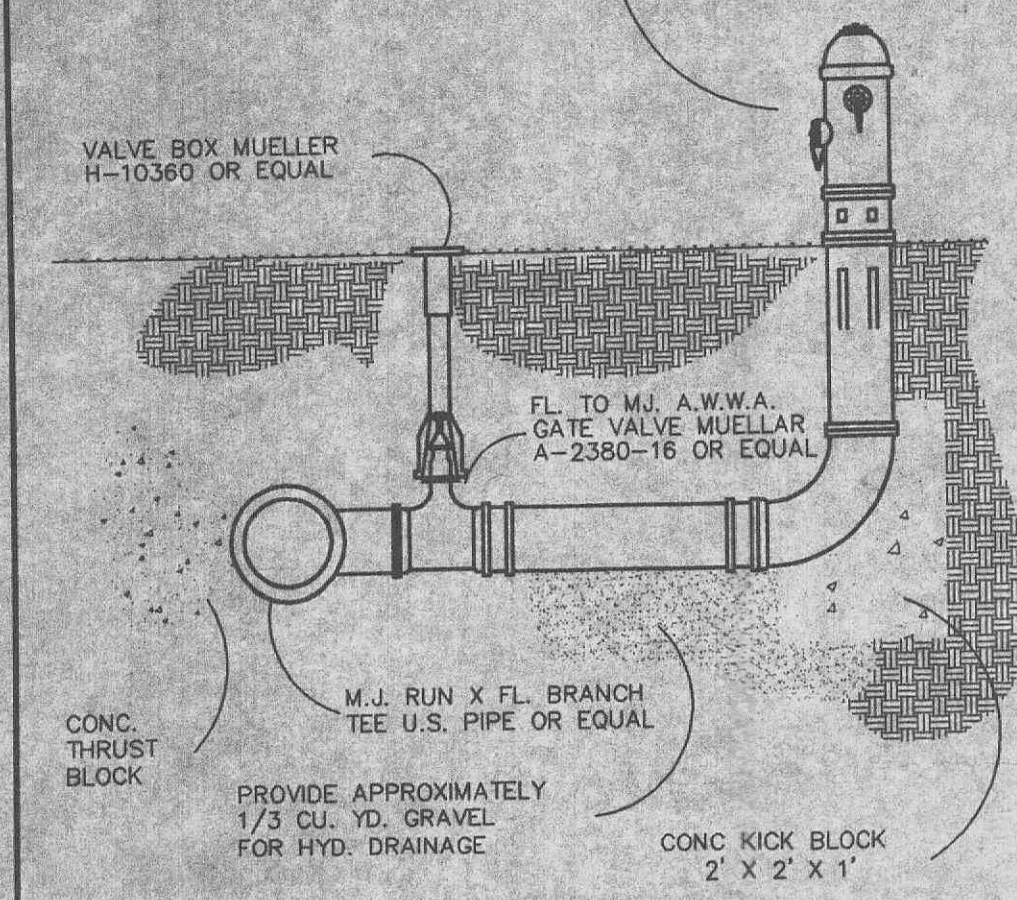 VALVE BOX MUELLER
H-10360 OR EQUAL
FL. TO MJ. A.W.W.A.
GATE VALVE MUELLAR
A-2380-16 OR EQUAL
M.J. RUN X FL. BRANCH
TEE U.S. PIPE OR EQUAL
CONC.
THRUST
BLOCK
PROVIDE APPROXIMATELY
1/3 CU. YD. GRAVEL
FOR HYD. DRAINAGE
CONC KICK BLOCK
2' X 2' X 1'